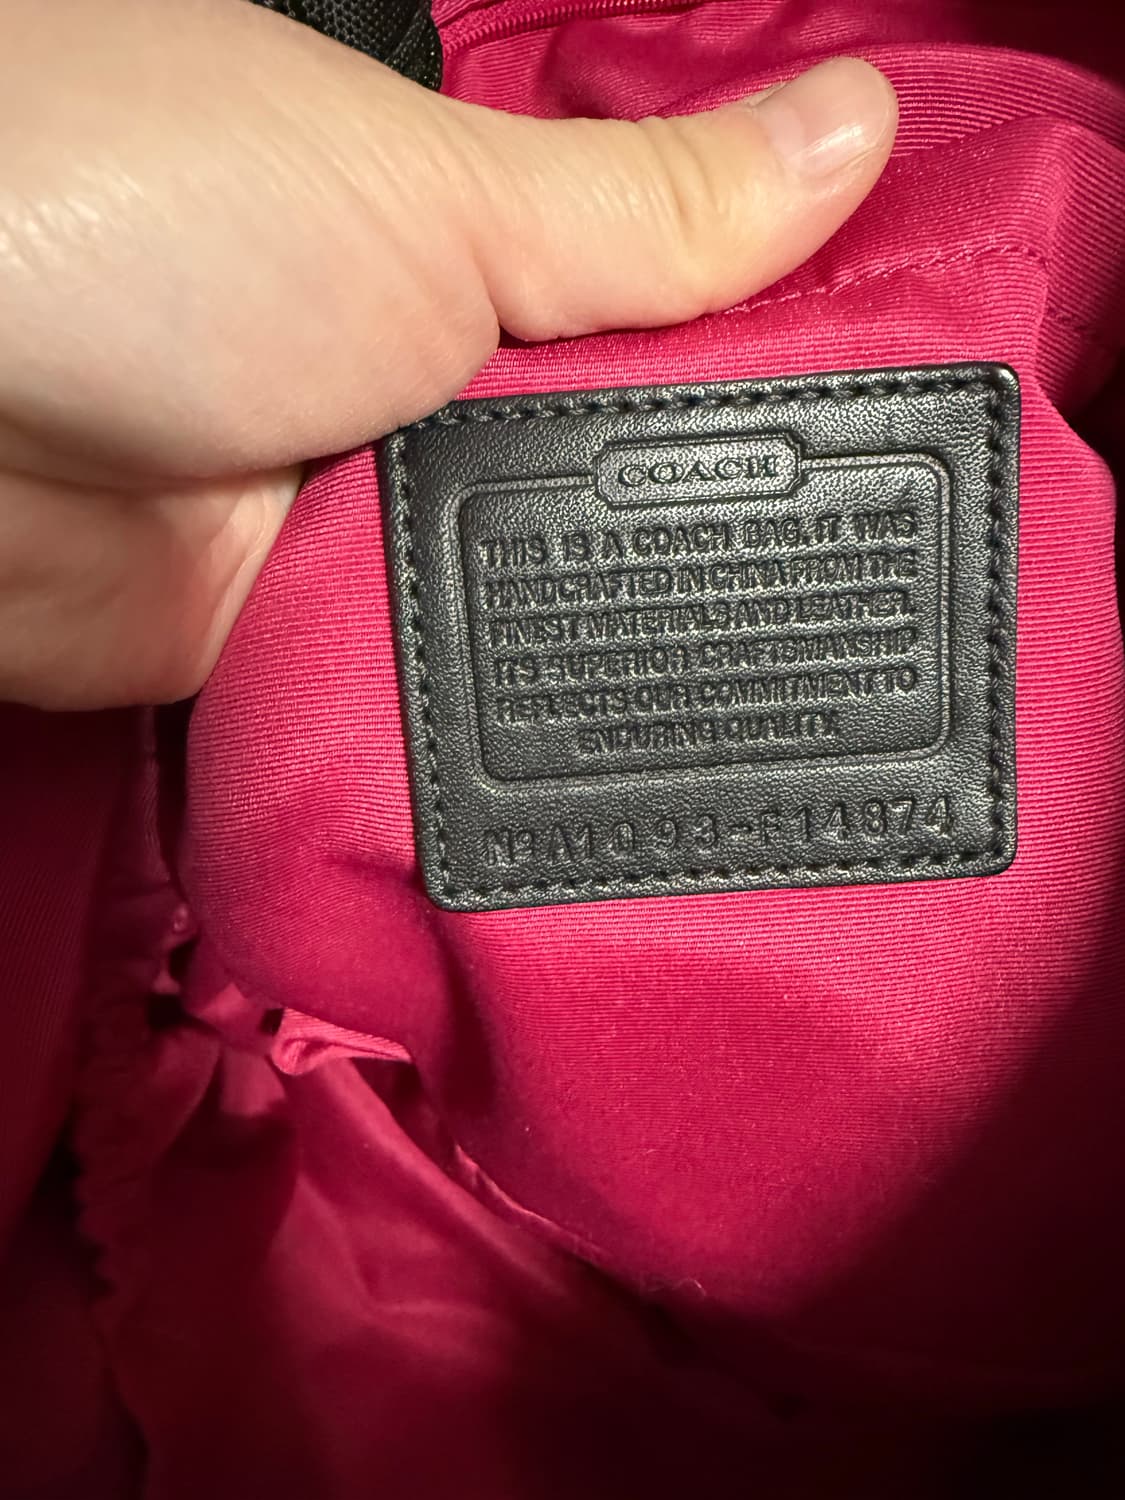 COACH
THIS IS A COACH BAG. IT WAS
HANDCRAFTED IN CHINA FROM THE
FINEST MATERIALS AND LEATHER.
ITS SUPERIOR CRAFTSMANSHIP
REFLECTS OUR COMMITMENT TO
ENDURING QUALITY.
Nº A1093-F14874